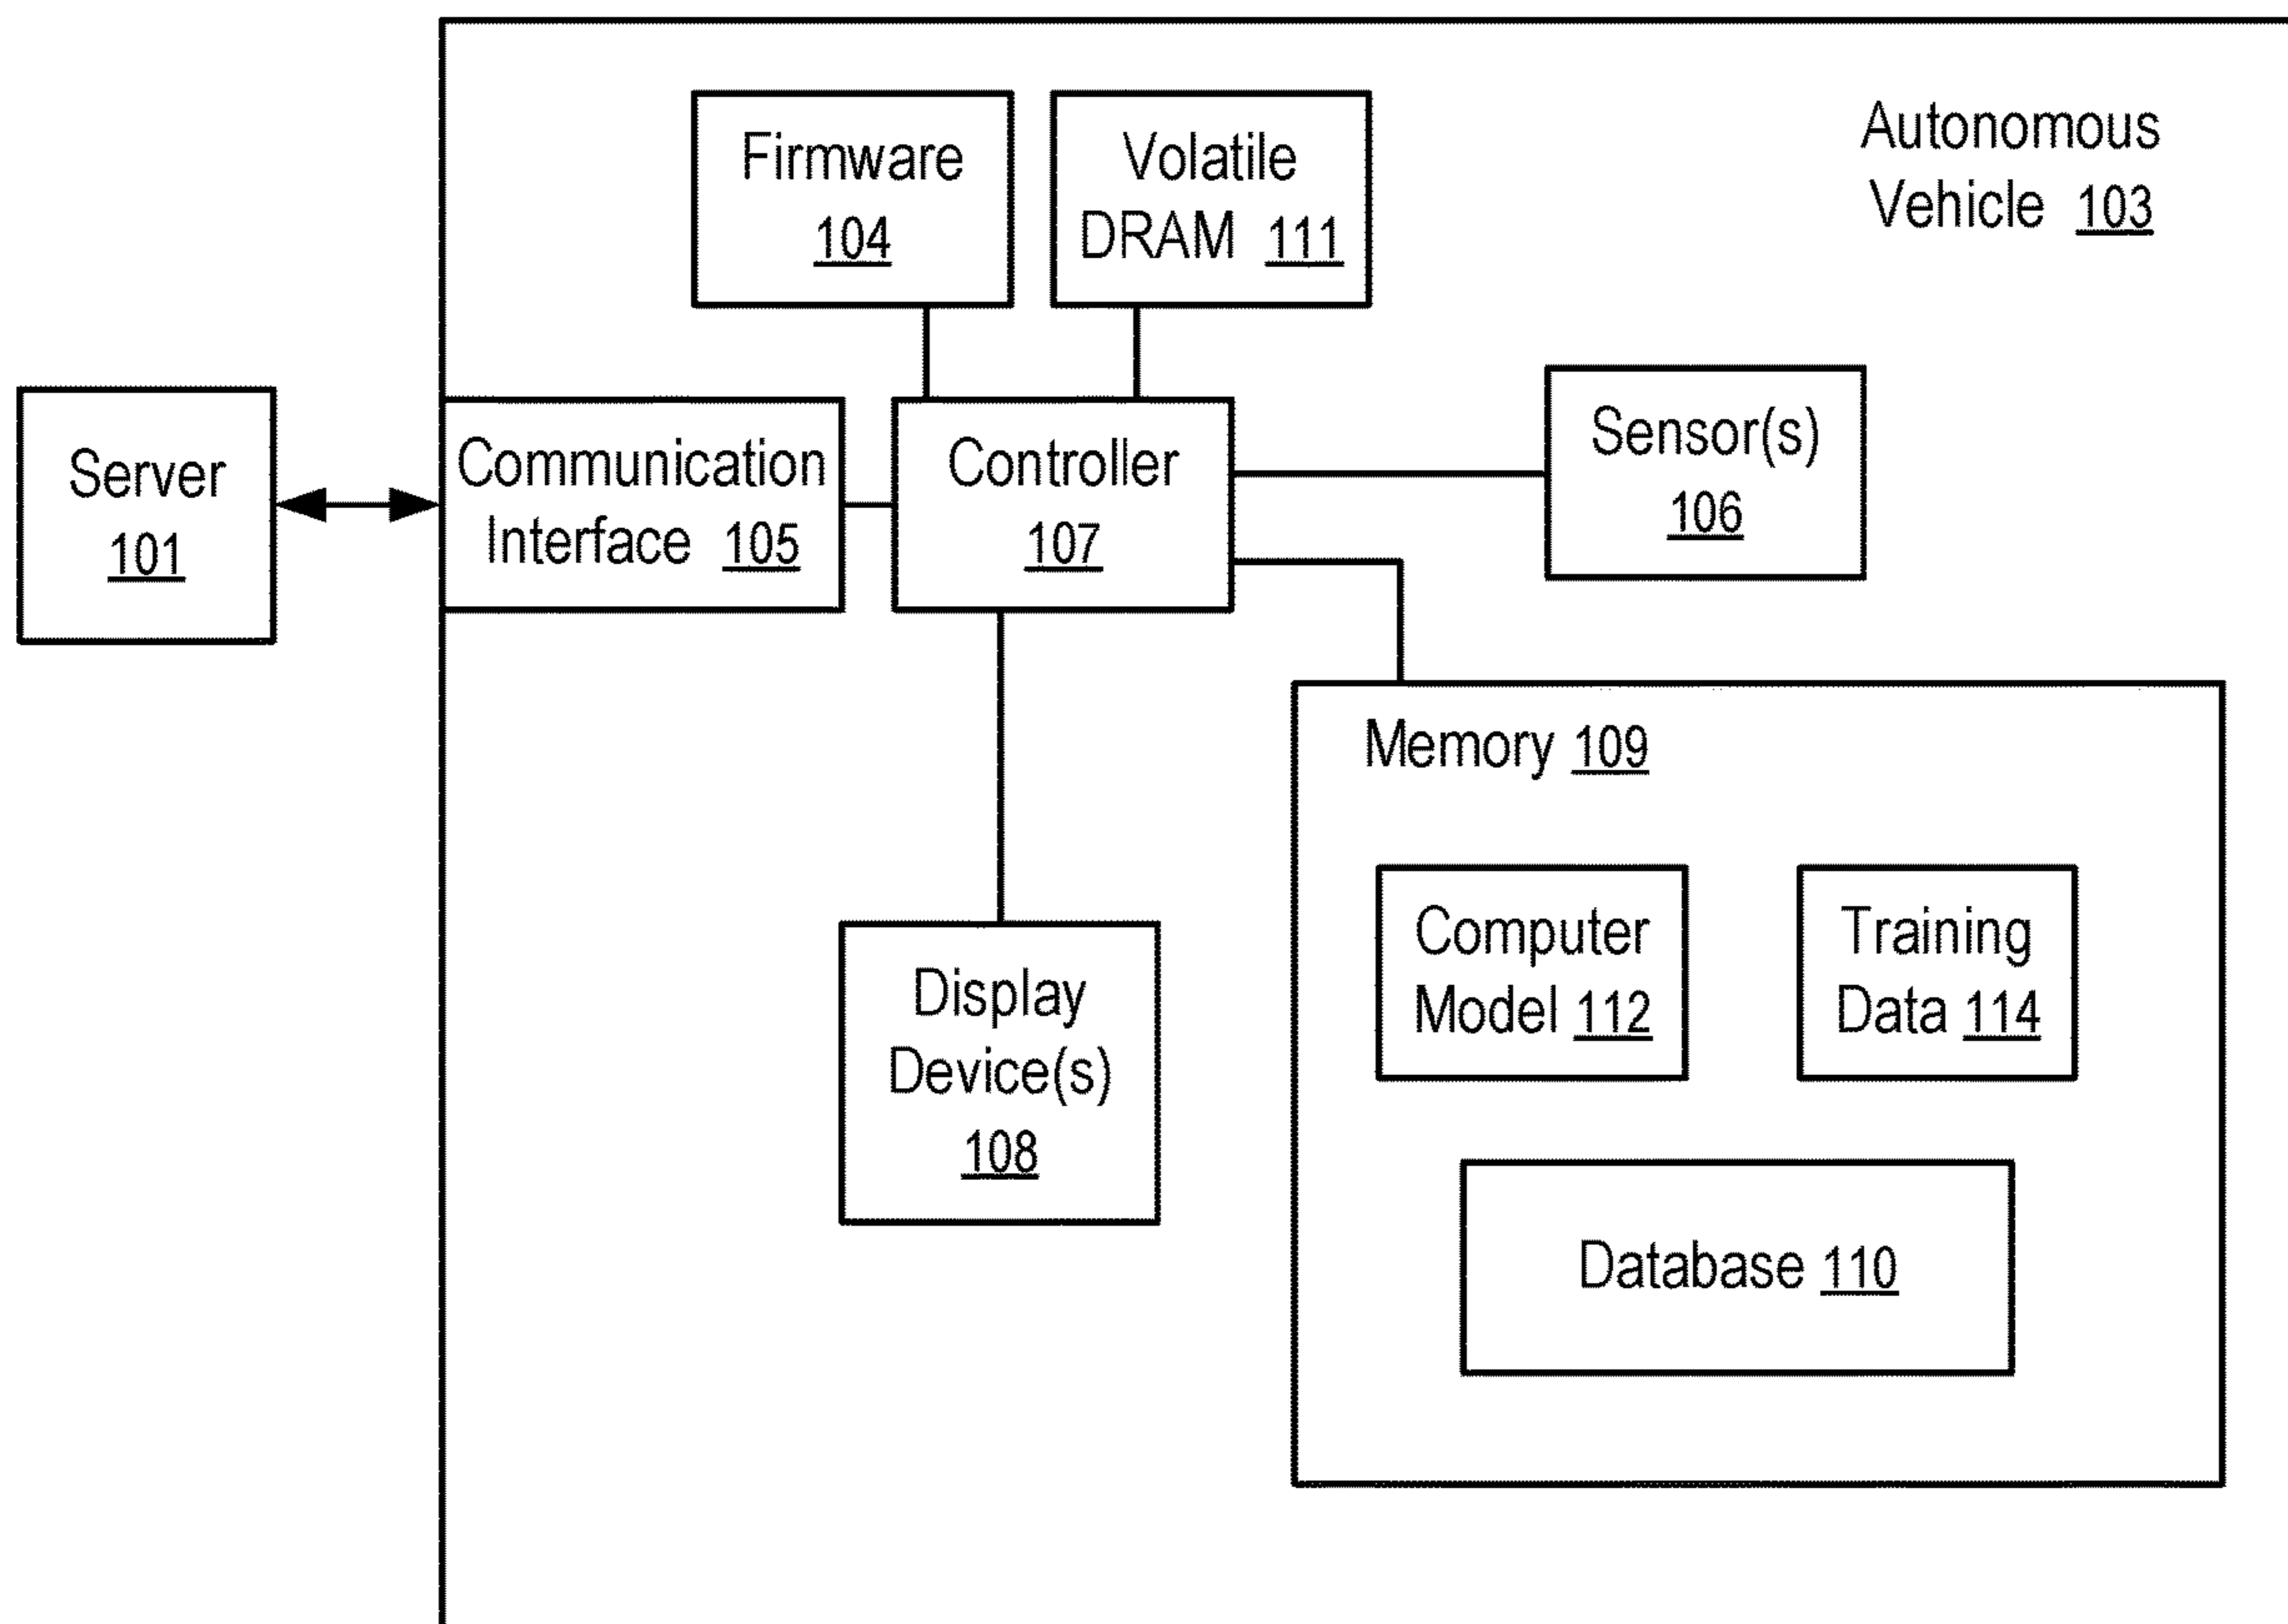 Autonomous
Vehicle 103
Firmware
104
Volatile
DRAM 111
Server
101
Communication
Interface 105
Controller
107
Sensor(s)
106
Memory 109
Computer
Model 112
Training
Data 114
Display
Device(s)
108
Database 110